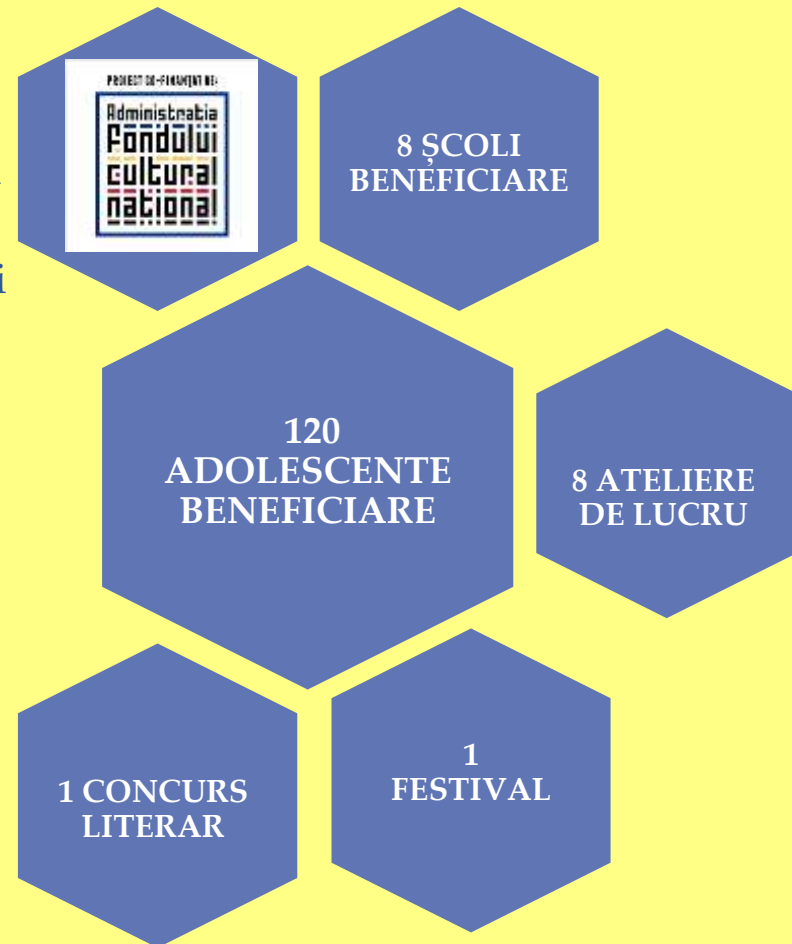 PROIECT CO-FINANȚAT DE:
Administrația
Fondului
cultural
național
8 ȘCOLI
BENEFICIARE
i
120
ADOLESCENTE
BENEFICIARE
8 ATELIERE
DE LUCRU
1 CONCURS
LITERAR
1
FESTIVAL